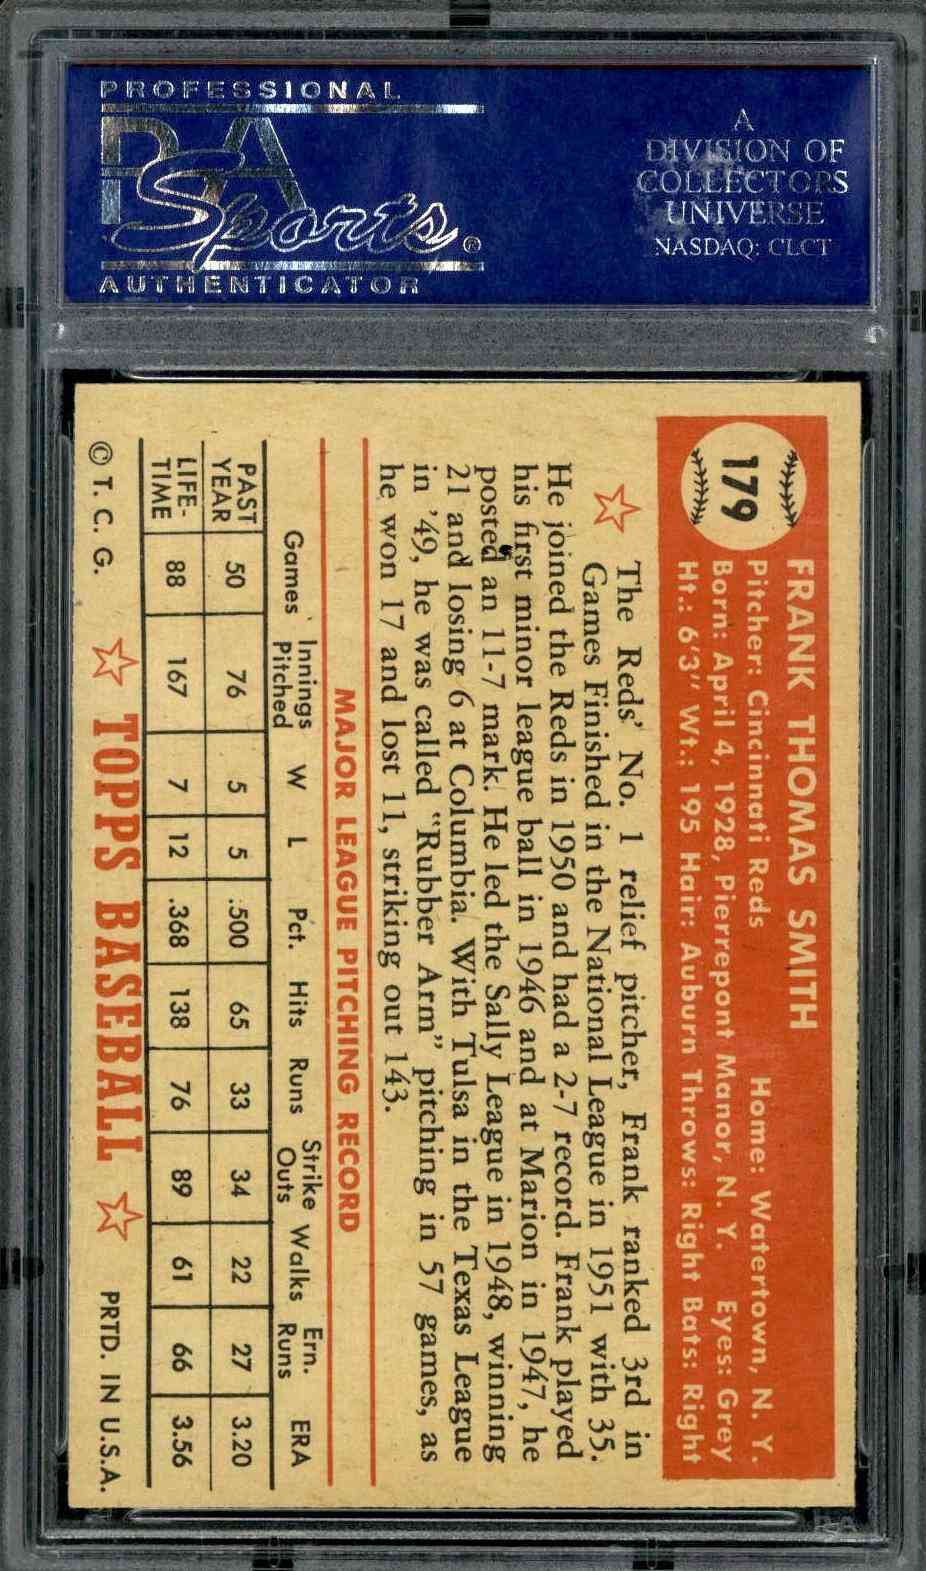 PROFESSIONAL
PSA
Sports®
AUTHENTICATOR
A
DIVISION OF
COLLECTORS
UNIVERSE
NASDAQ: CLCT
179
FRANK THOMAS SMITH
Pitcher: Cincinnati Reds Home: Watertown, N. Y.
Born: April 4, 1928, Pierrepont Manor, N. Y. Eyes: Grey
Ht.: 6'3" Wt.: 195 Hair: Auburn Throws: Right Bats: Right
The Reds' No. 1 relief pitcher, Frank ranked 3rd in
Games Finished in the National League in 1951 with 35.
He joined the Reds in 1950 and had a 2-7 record. Frank played
his first minor league ball in 1946 and at Marion in 1947, he
posted an 11-7 mark. He led the Sally League in 1948, winning
21 and losing 6 at Columbia. With Tulsa in the Texas League
in '49, he was called "Rubber Arm" pitching in 57 games, as
he won 17 and lost 11, striking out 143.
MAJOR LEAGUE PITCHING RECORD
Games Innings Pitched W L Pct. Hits Runs Strike Outs Walks Ern. Runs ERA
PAST YEAR 50 76 5 5 .500 65 33 34 22 27 3.20
LIFE-TIME 88 167 7 12 .368 138 76 89 61 66 3.56
© T. C. G. TOPPS BASEBALL PRTD. IN U.S.A.